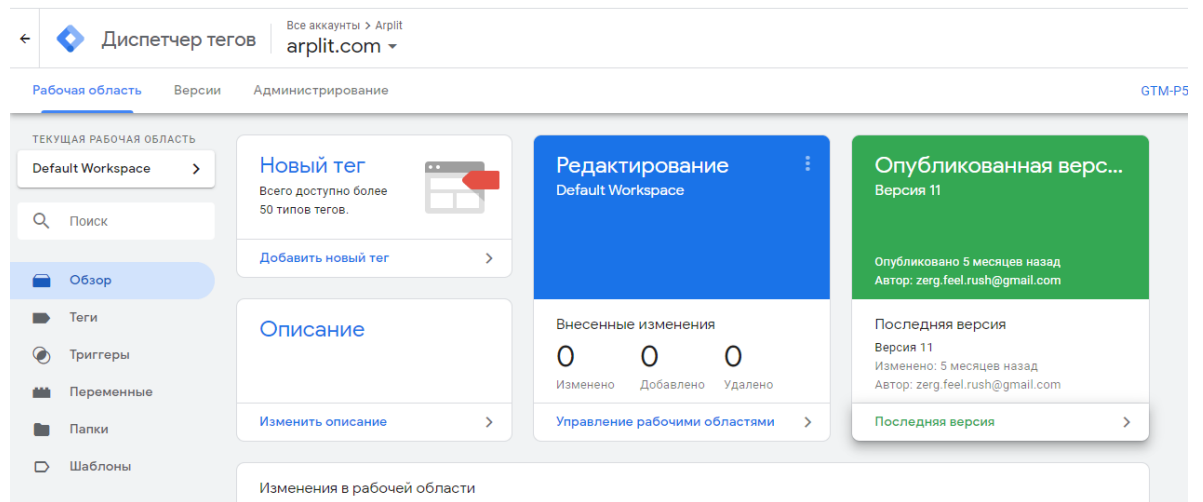 Все аккаунты > Arplit
Диспетчер тегов
arplit.com
Рабочая область Версии Администрирование
GTM-P5
ТЕКУЩАЯ РАБОЧАЯ ОБЛАСТЬ
Default Workspace
Поиск
Обзор
Теги
Триггеры
Переменные
Папки
Шаблоны
Новый тег
Всего доступно более
50 типов тегов.
Добавить новый тег
Описание
Изменить описание
Редактирование
Default Workspace
Внесенные изменения
0 0 0
Изменено Добавлено Удалено
Управление рабочими областями
Опубликованная верс...
Версия 11
Опубликовано 5 месяцев назад
Автор: zerg.feel.rush@gmail.com
Последняя версия
Версия 11
Изменено: 5 месяцев назад
Автор: zerg.feel.rush@gmail.com
Последняя версия
Изменения в рабочей области